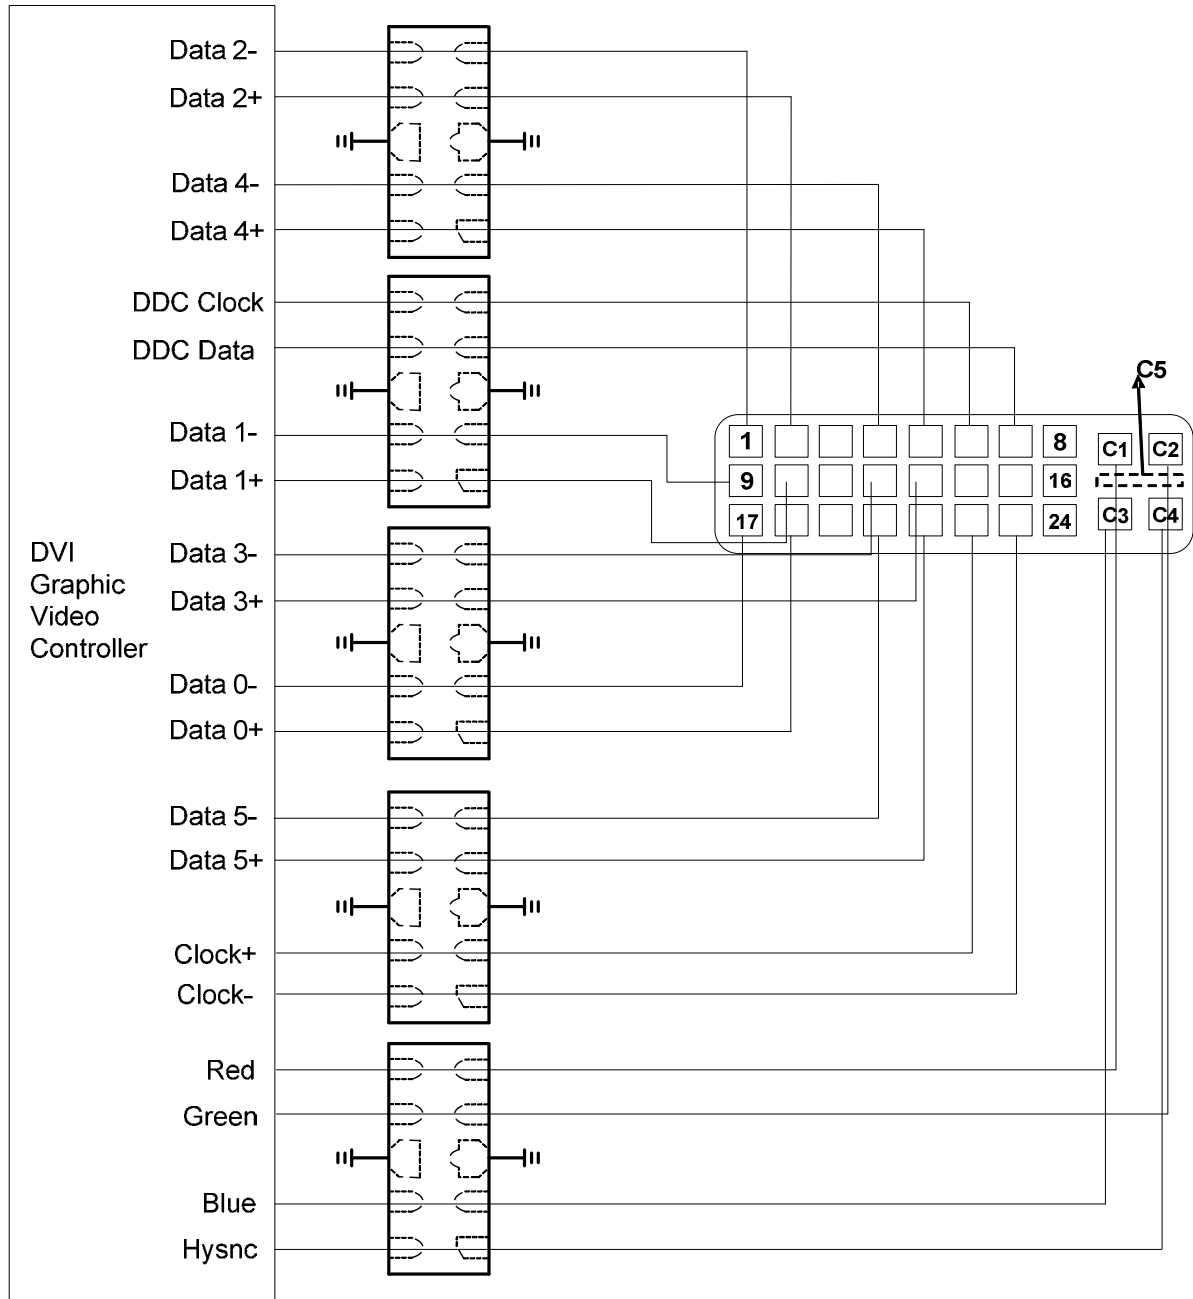 Data 2-
Data 2+
Data 4-
Data 4+
DDC Clock
DDC Data
Data 1-
Data 1+
DVI
Graphic
Video
Controller
Data 3-
Data 3+
Data 0-
Data 0+
Data 5-
Data 5+
Clock+
Clock-
Red
Green
Blue
Hysnc
C5
1
8
C1
C2
9
16
17
24
C3
C4